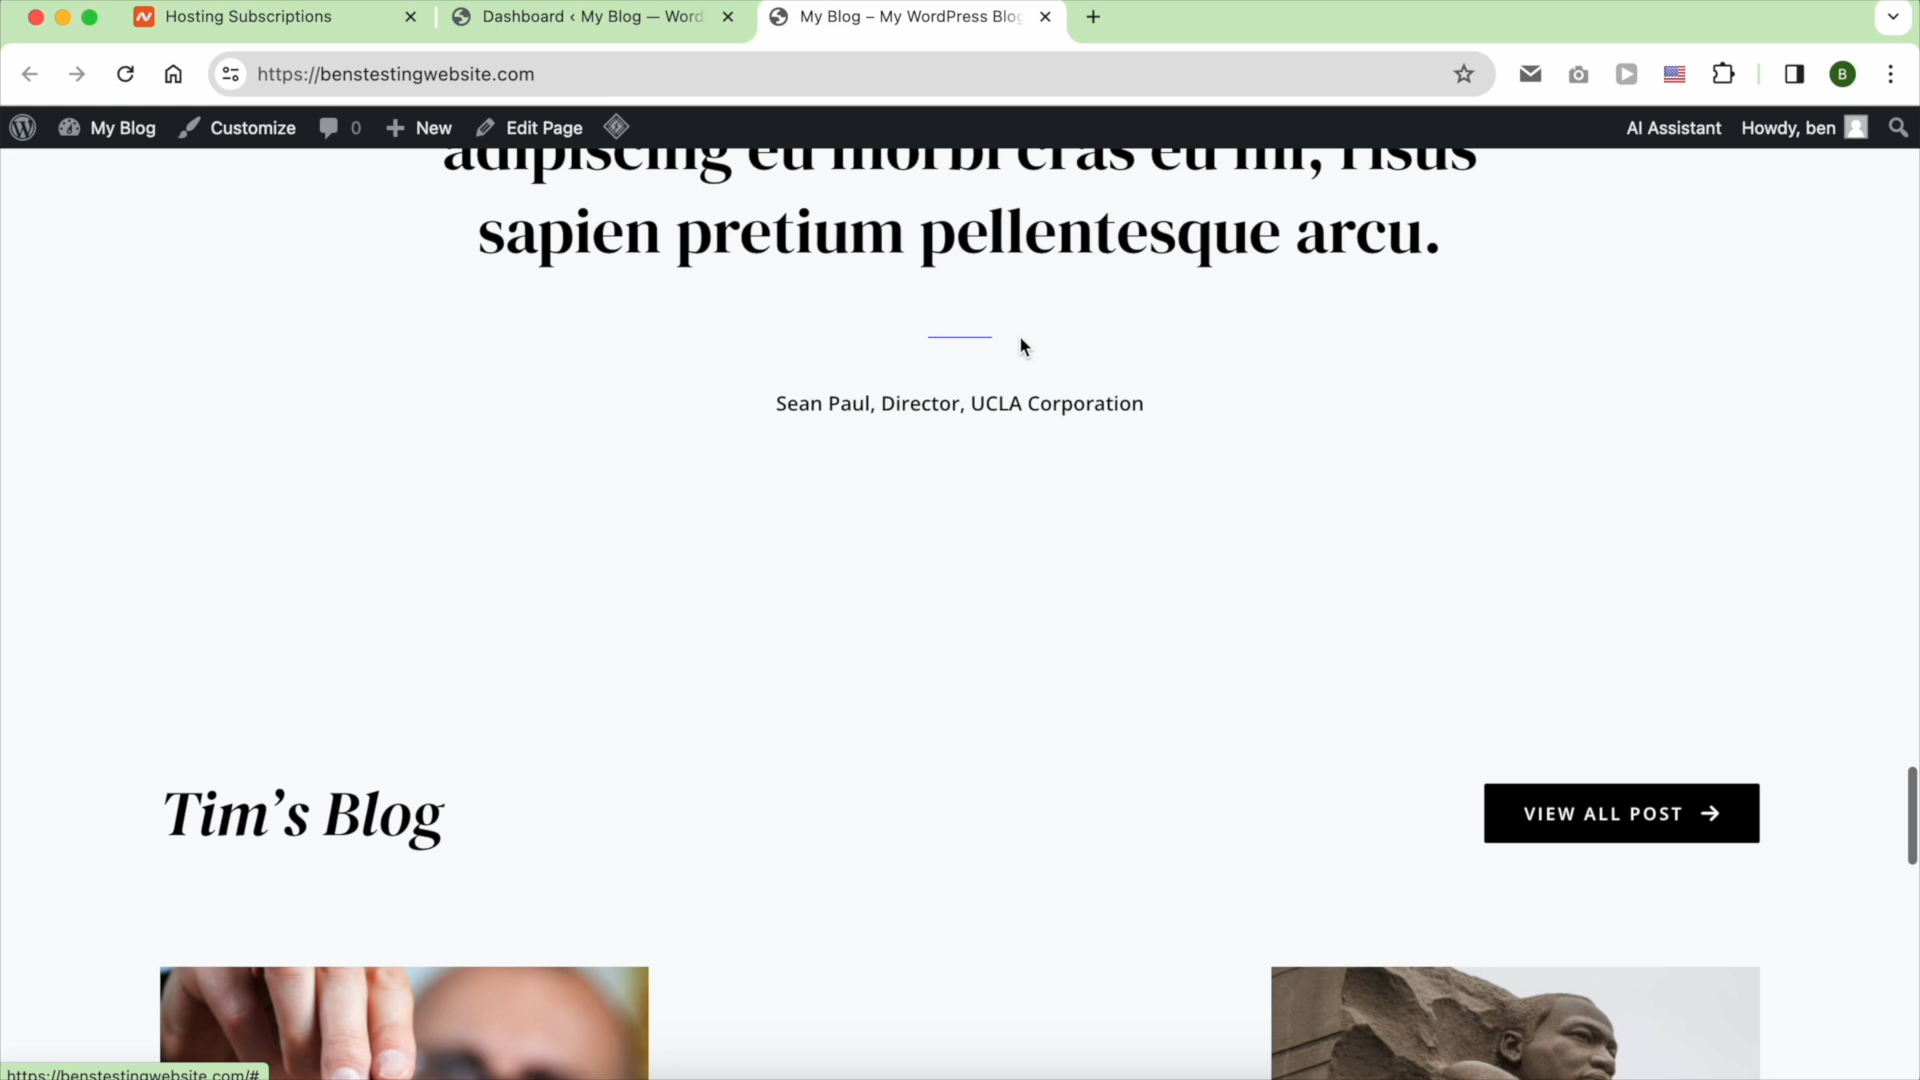 Hosting Subscriptions
Dashboard ‹ My Blog — Word
My Blog – My WordPress Blog
https://benstestingwebsite.com
B
My Blog
Customize
0
New
Edit Page
AI Assistant
Howdy, ben
adipiscing eu morbi cras eu mi, risus
sapien pretium pellentesque arcu.
Sean Paul, Director, UCLA Corporation
Tim’s Blog
VIEW ALL POST
https://benstestingwebsite.com/#